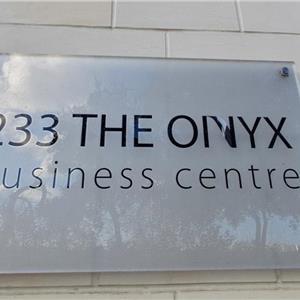 233 THE ONYX
usiness centre